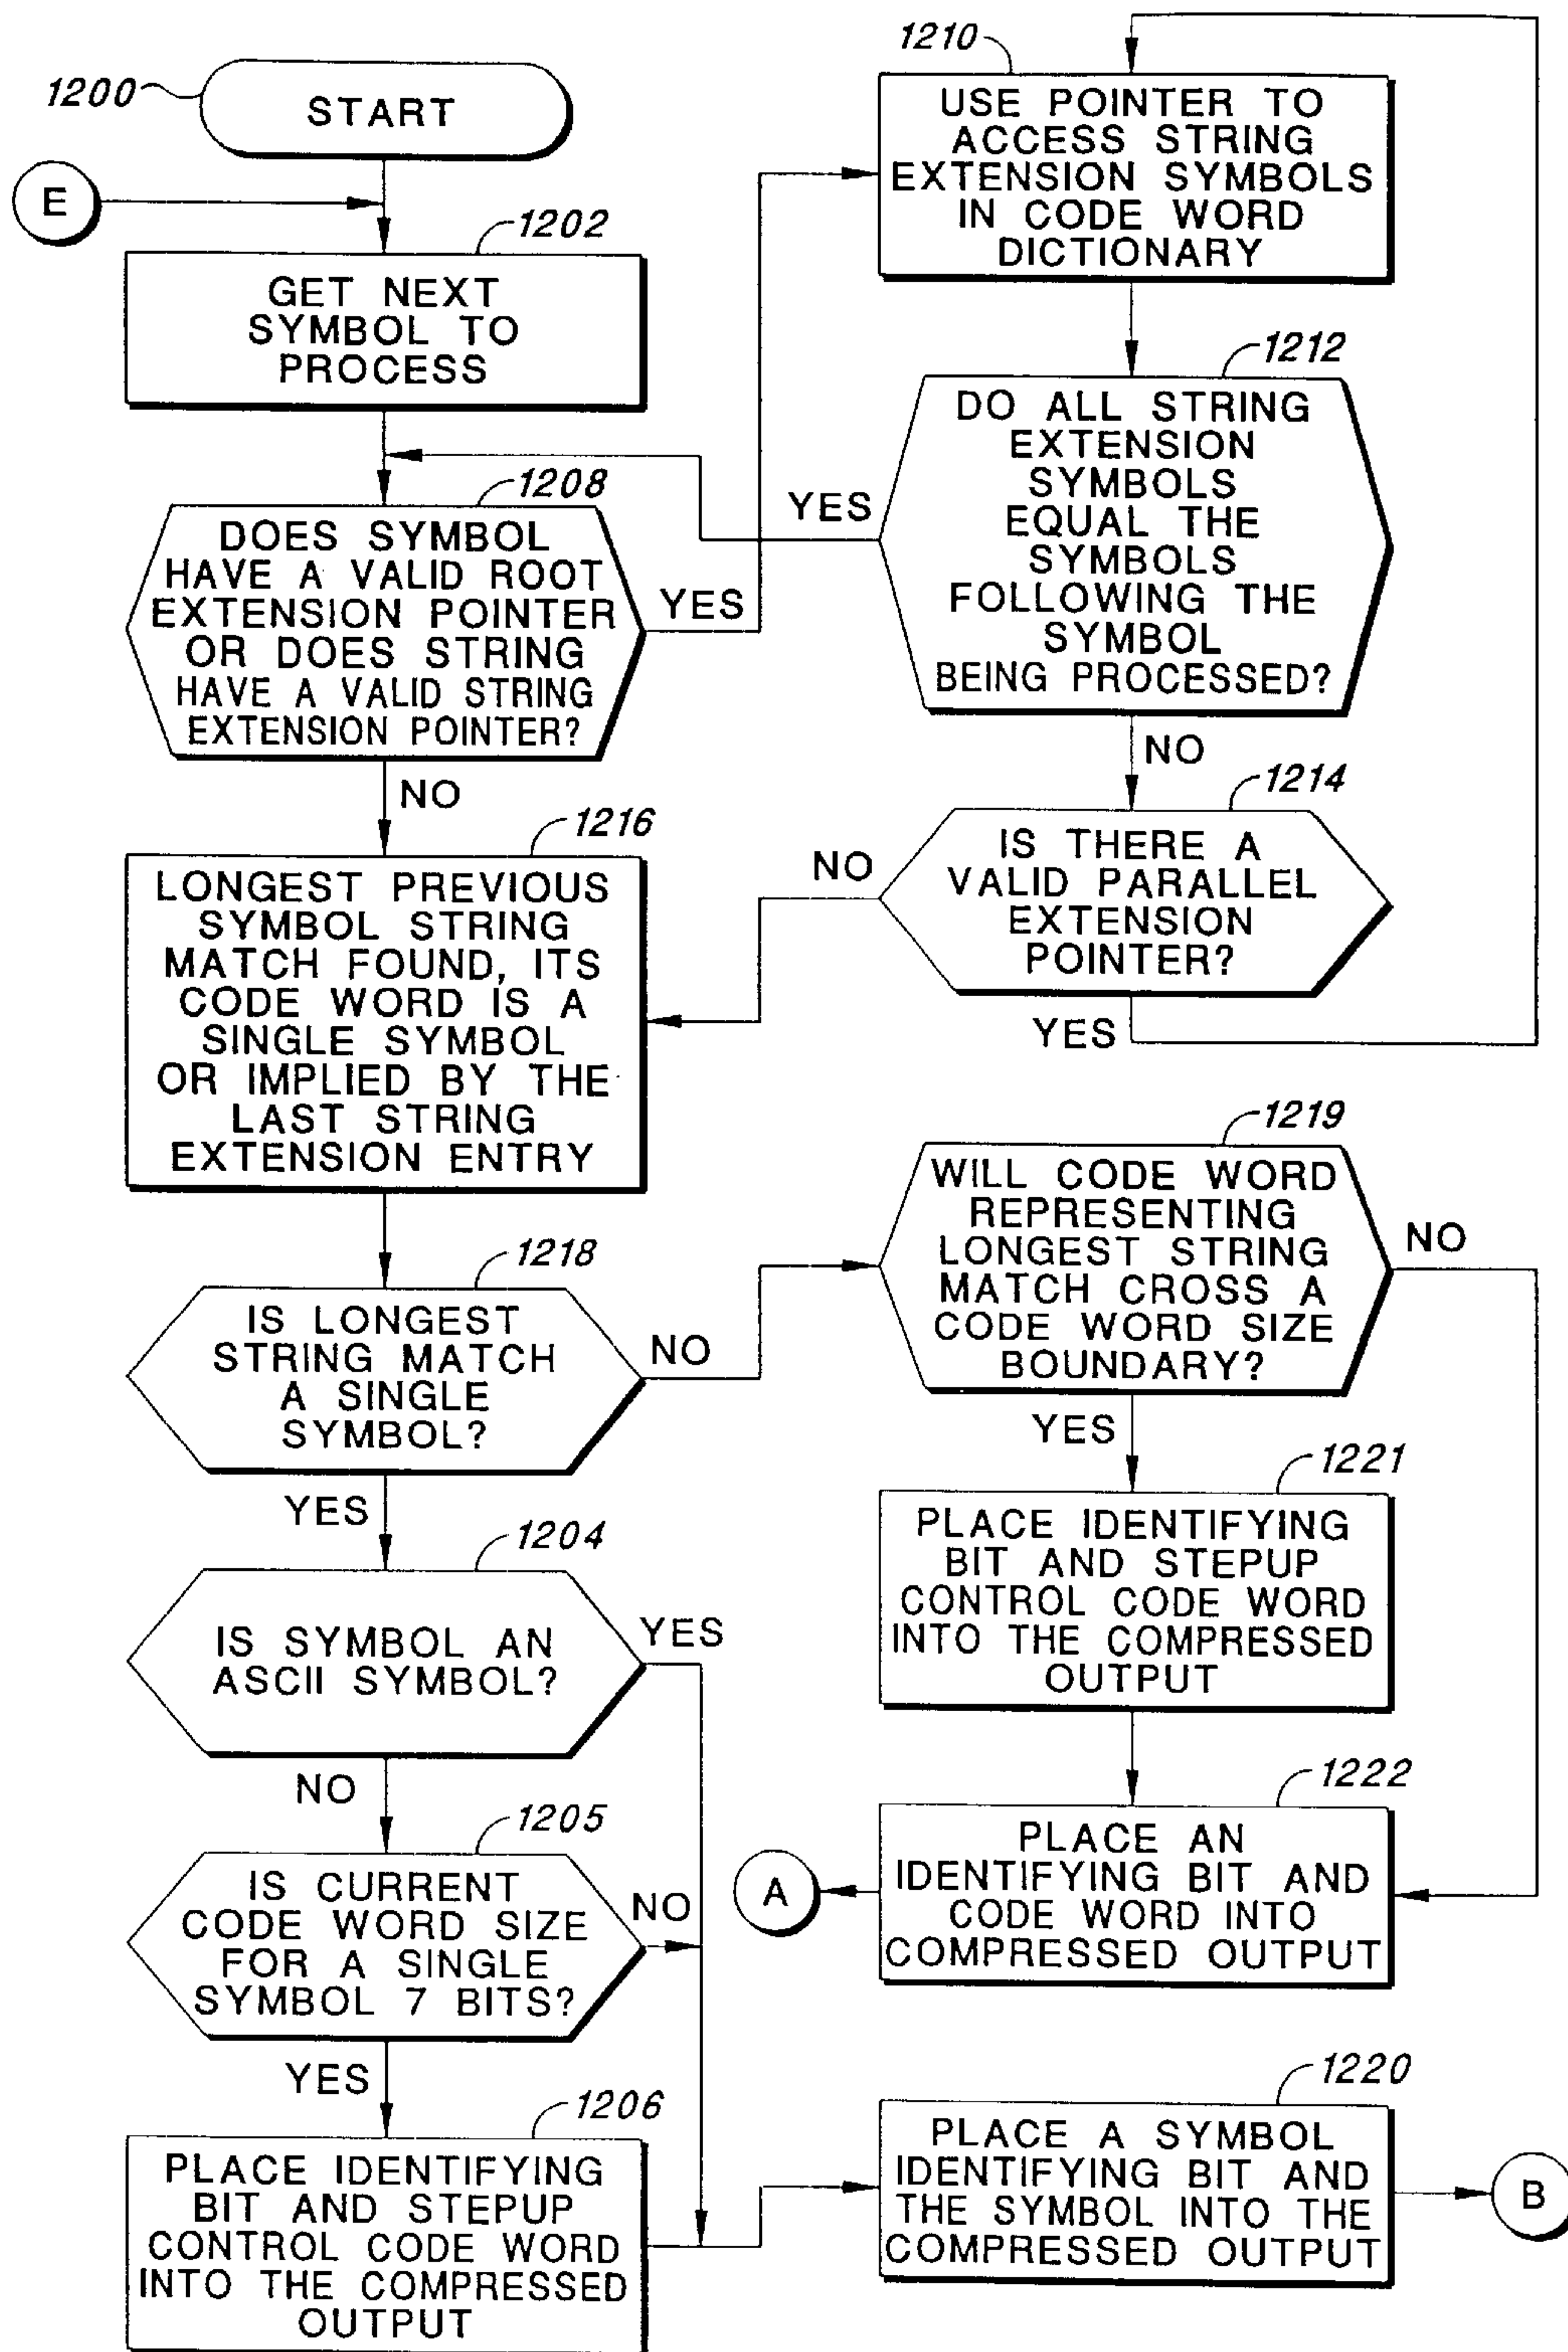 1200
START
E
1202
GET NEXT
SYMBOL TO
PROCESS
1208
DOES SYMBOL
HAVE A VALID ROOT
EXTENSION POINTER
OR DOES STRING
HAVE A VALID STRING
EXTENSION POINTER?
YES
NO
1210
USE POINTER TO
ACCESS STRING
EXTENSION SYMBOLS
IN CODE WORD
DICTIONARY
1212
DO ALL STRING
EXTENSION
SYMBOLS
EQUAL THE
SYMBOLS
FOLLOWING THE
SYMBOL
BEING PROCESSED?
YES
NO
1214
IS THERE A
VALID PARALLEL
EXTENSION
POINTER?
NO
YES
1216
LONGEST PREVIOUS
SYMBOL STRING
MATCH FOUND, ITS
CODE WORD IS A
SINGLE SYMBOL
OR IMPLIED BY THE
LAST STRING
EXTENSION ENTRY
1218
IS LONGEST
STRING MATCH
A SINGLE
SYMBOL?
NO
YES
1219
WILL CODE WORD
REPRESENTING
LONGEST STRING
MATCH CROSS A
CODE WORD SIZE
BOUNDARY?
NO
YES
1221
PLACE IDENTIFYING
BIT AND STEPUP
CONTROL CODE WORD
INTO THE COMPRESSED
OUTPUT
1222
PLACE AN
IDENTIFYING BIT AND
CODE WORD INTO
COMPRESSED OUTPUT
A
1204
IS SYMBOL AN
ASCII SYMBOL?
YES
NO
1205
IS CURRENT
CODE WORD SIZE
FOR A SINGLE
SYMBOL 7 BITS?
NO
YES
1206
PLACE IDENTIFYING
BIT AND STEPUP
CONTROL CODE WORD
INTO THE COMPRESSED
OUTPUT
1220
PLACE A SYMBOL
IDENTIFYING BIT AND
THE SYMBOL INTO THE
COMPRESSED OUTPUT
B